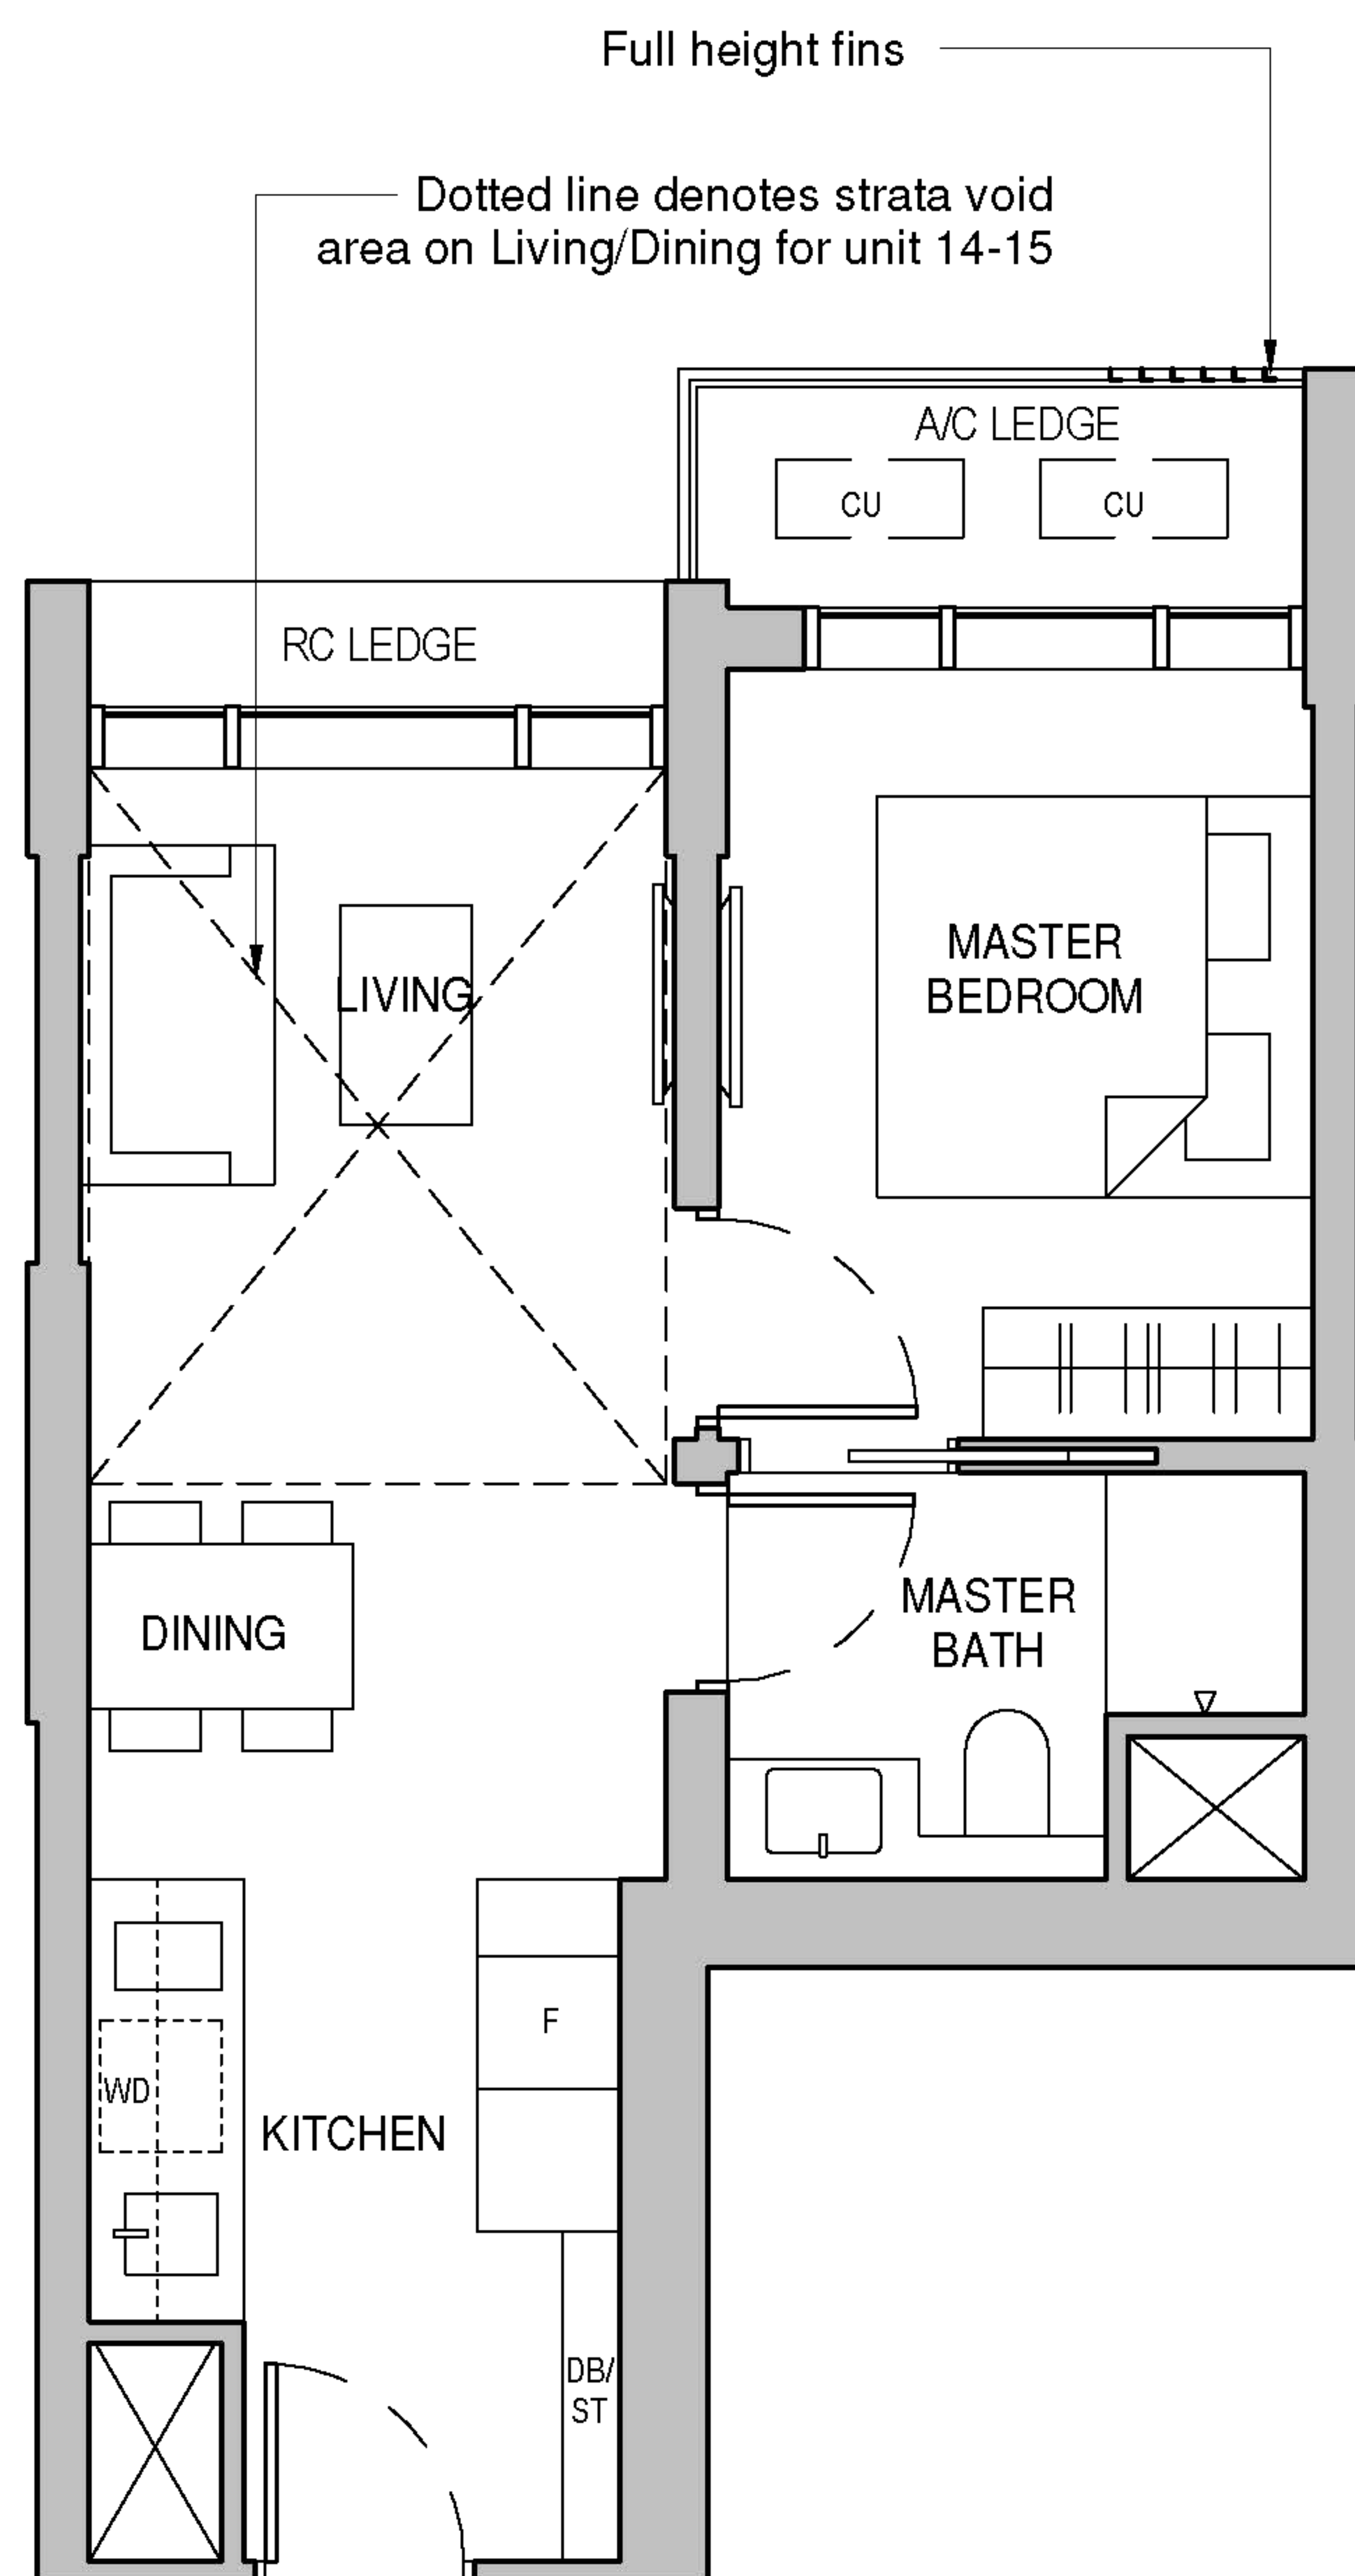 Full height fins
Dotted line denotes strata void
area on Living/Dining for unit 14-15
A/C LEDGE
CU
CU
RC LEDGE
MASTER
BEDROOM
LIVING
MASTER
BATH
DINING
F
WD
KITCHEN
DB/
ST